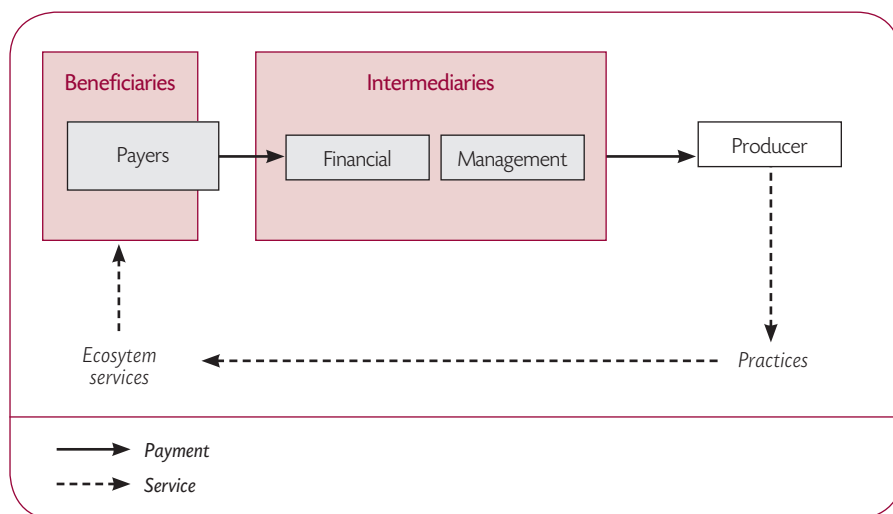 Beneficiaries
Intermediaries
Payers
Financial
Management
Producer
Ecosytem
services
Practices
Payment
Service